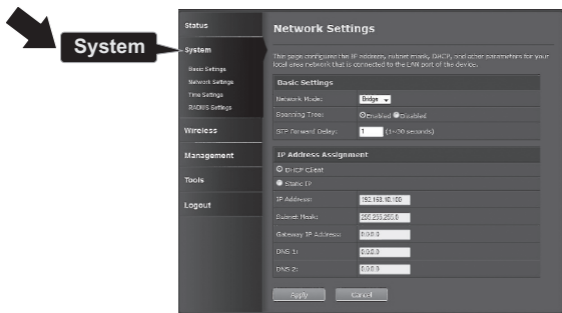 System
Status
System
Basic Settings
Network Settings
Time Settings
RADIUS Settings
Wireless
Management
Tools
Logout
Network Settings
This page configures the IP address, subnet mask, DHCP, and other parameters for your
local area network that is connected to the LAN port of the device.
Basic Settings
Network Mode: Bridge
Spanning Tree: Enabled Disabled
STP Forward Delay: 1 (1~30 seconds)
IP Address Assignment
DHCP Client
Static IP
IP Address: 192.168.10.100
Subnet Mask: 255.255.255.0
Gateway IP Address: 0.0.0.0
DNS 1: 0.0.0.0
DNS 2: 0.0.0.0
Apply Cancel